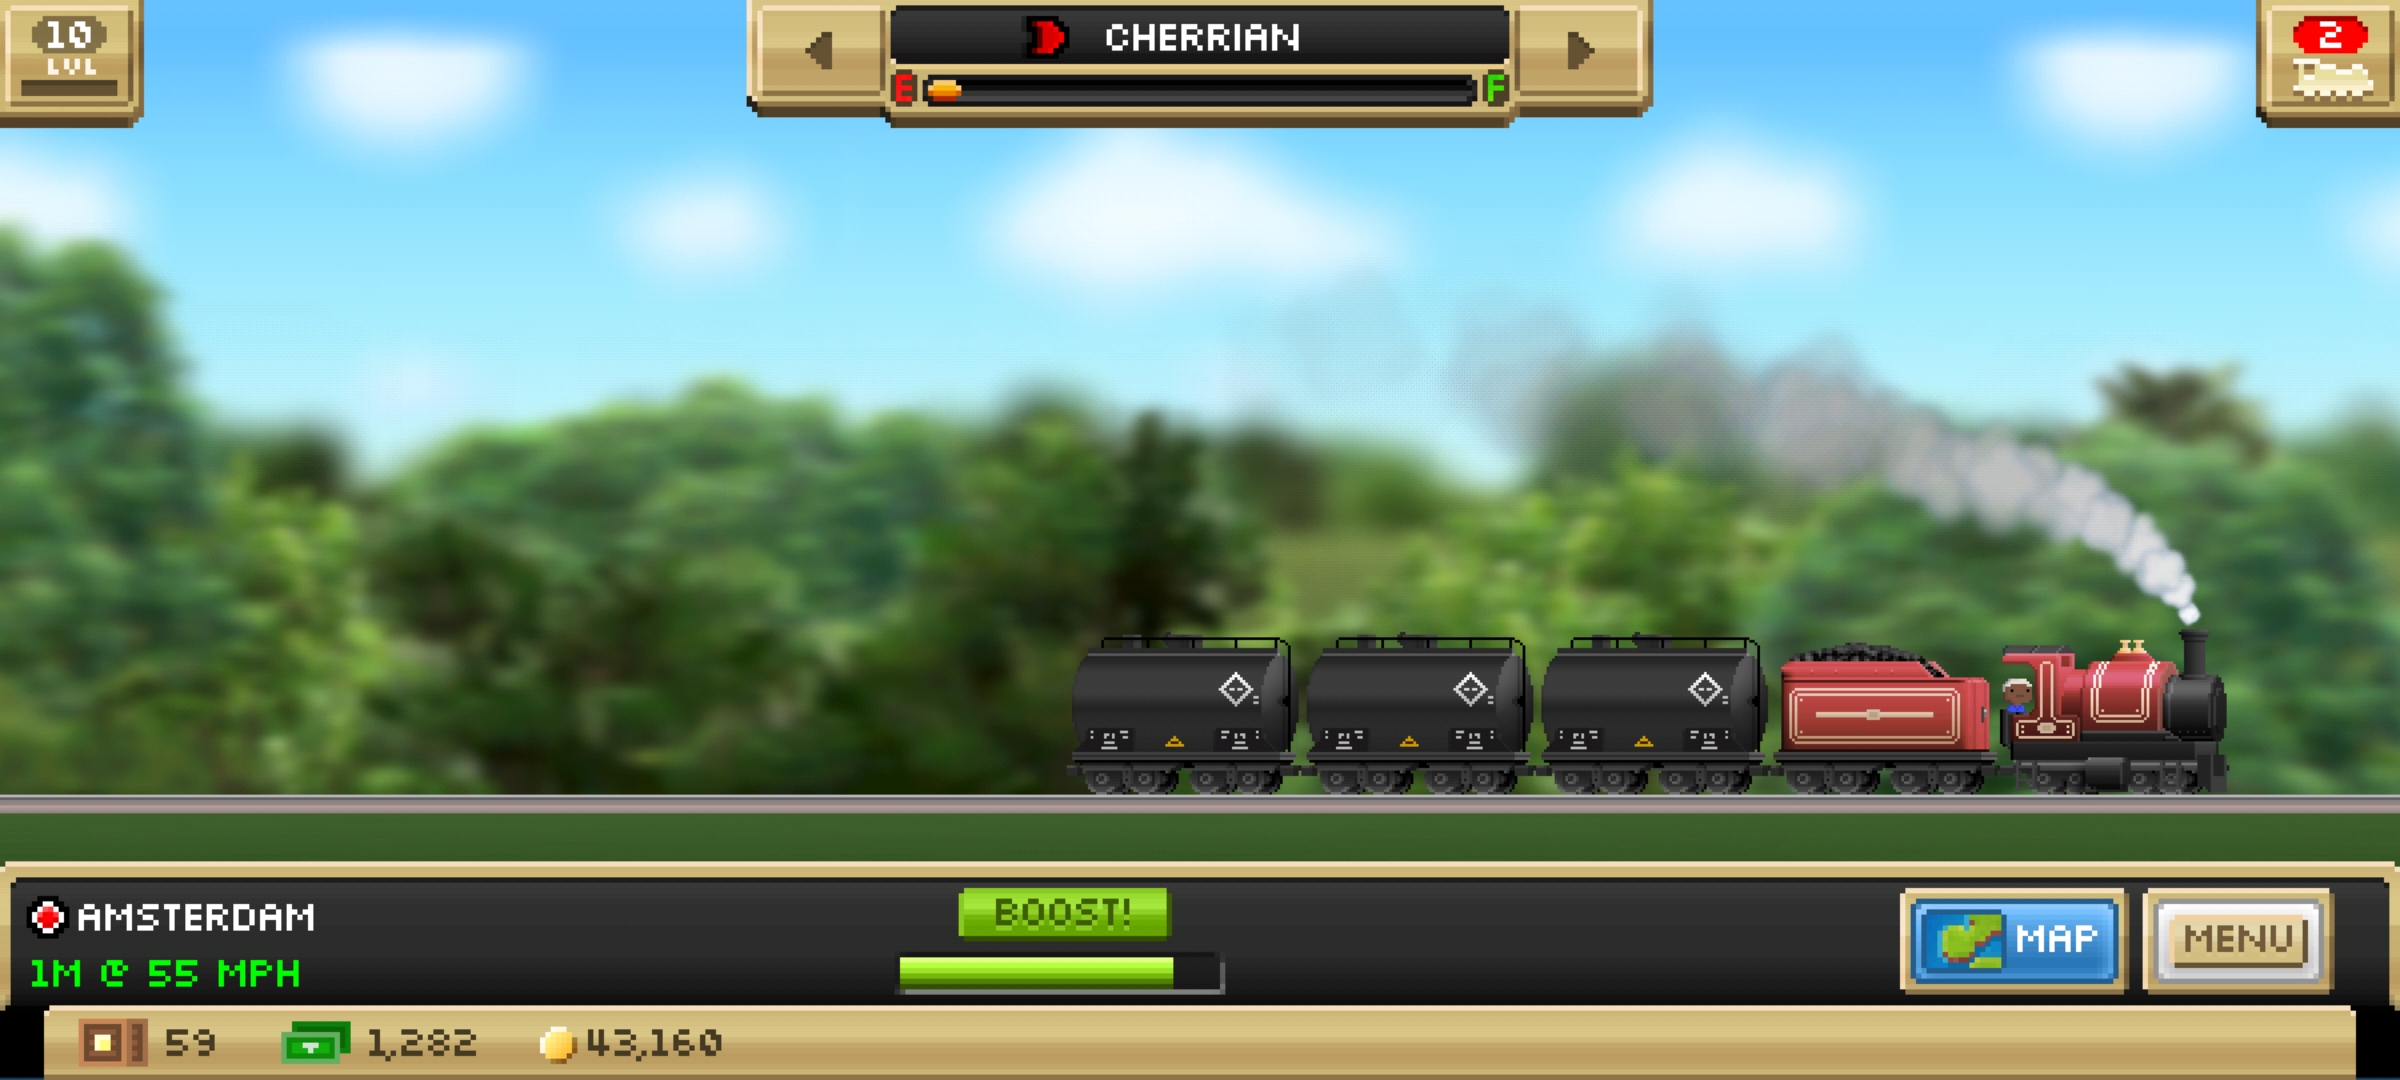 10
LVL
CHERRIAN
E F
2
AMSTERDAM
1M @ 55 MPH
BOOST!
MAP
MENU
59 1,282 43,160